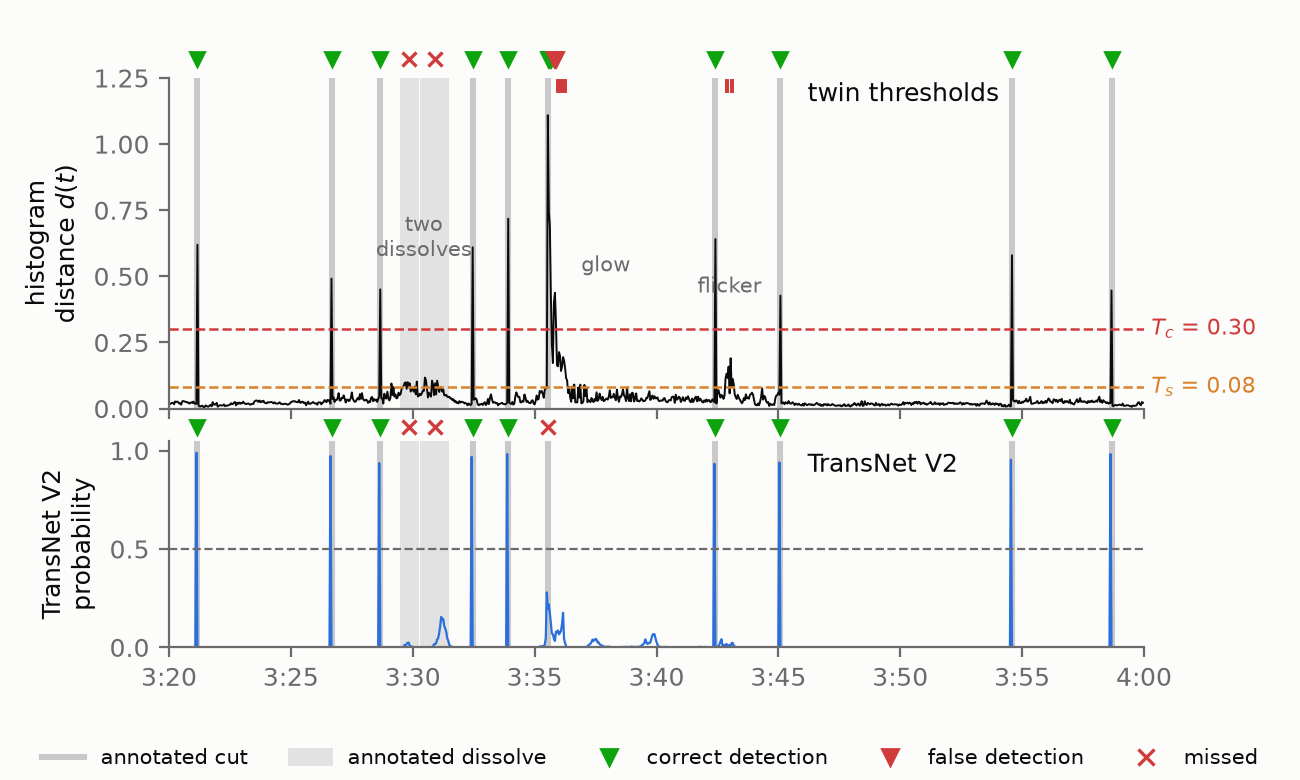 1.25
1.00
0.75
0.50
0.25
0.00
histogram
distance d(t)
twin thresholds
two
dissolves
glow
flicker
Tc = 0.30
Ts = 0.08
1.0
0.5
0.0
TransNet V2
probability
TransNet V2
3:20 3:25 3:30 3:35 3:40 3:45 3:50 3:55 4:00
annotated cut annotated dissolve correct detection false detection missed